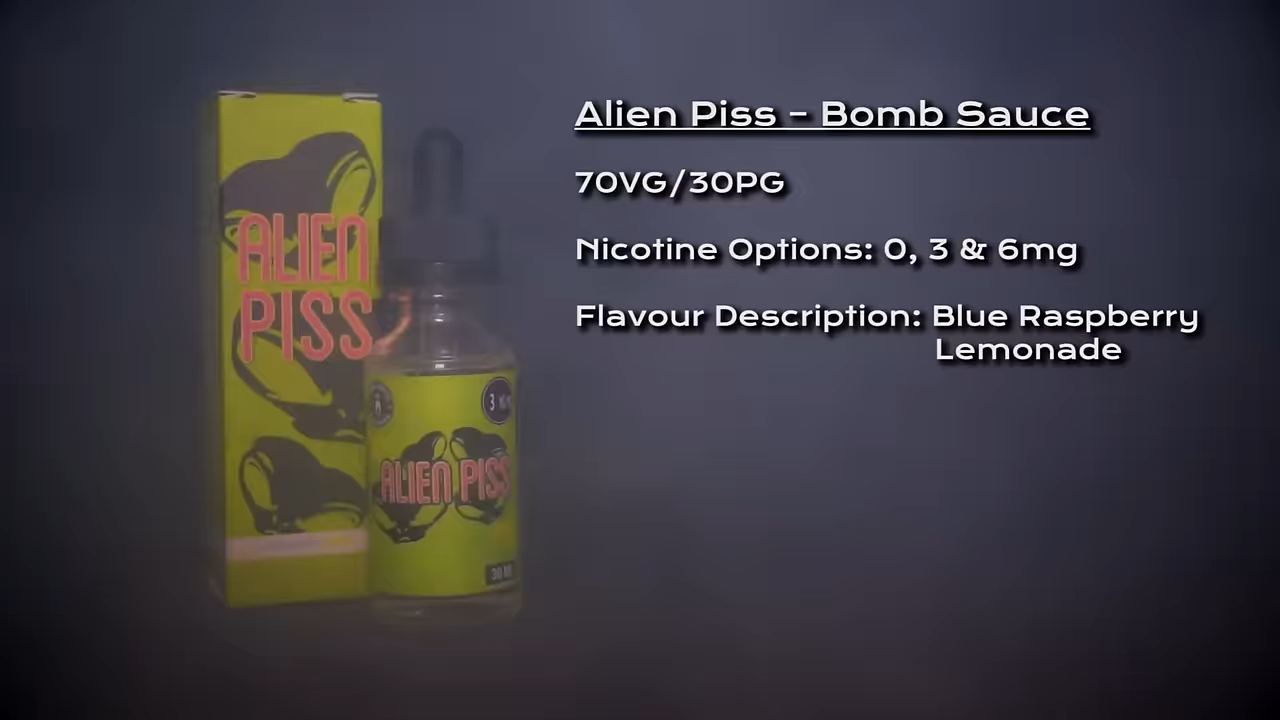 Alien Piss - Bomb Sauce
70VG/30PG
Nicotine Options: 0, 3 & 6mg
Flavour Description: Blue Raspberry
Lemonade
ALIEN
PISS
3
ALIEN PISS
30